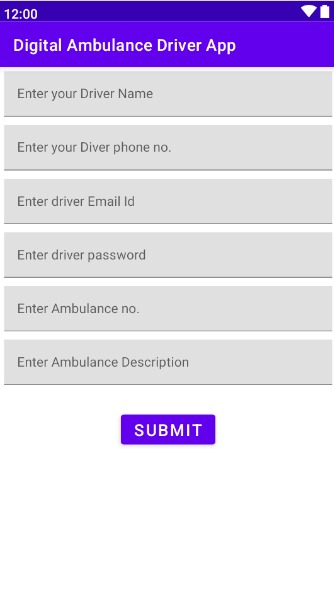 12:00
Digital Ambulance Driver App
Enter your Driver Name
Enter your Diver phone no.
Enter driver Email Id
Enter driver password
Enter Ambulance no.
Enter Ambulance Description
SUBMIT